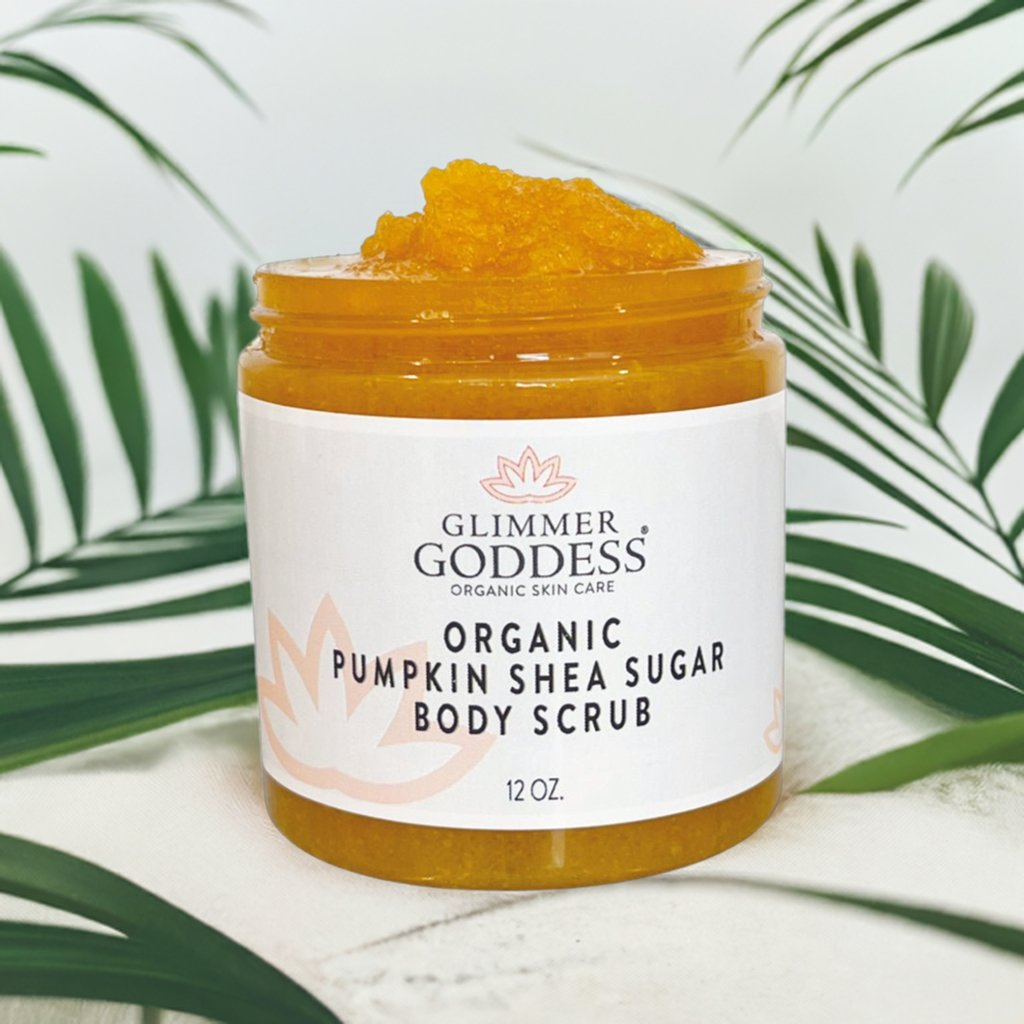 GLIMMER
GODDESS®
ORGANIC SKIN CARE
ORGANIC
PUMPKIN SHEA SUGAR
BODY SCRUB
12 OZ.